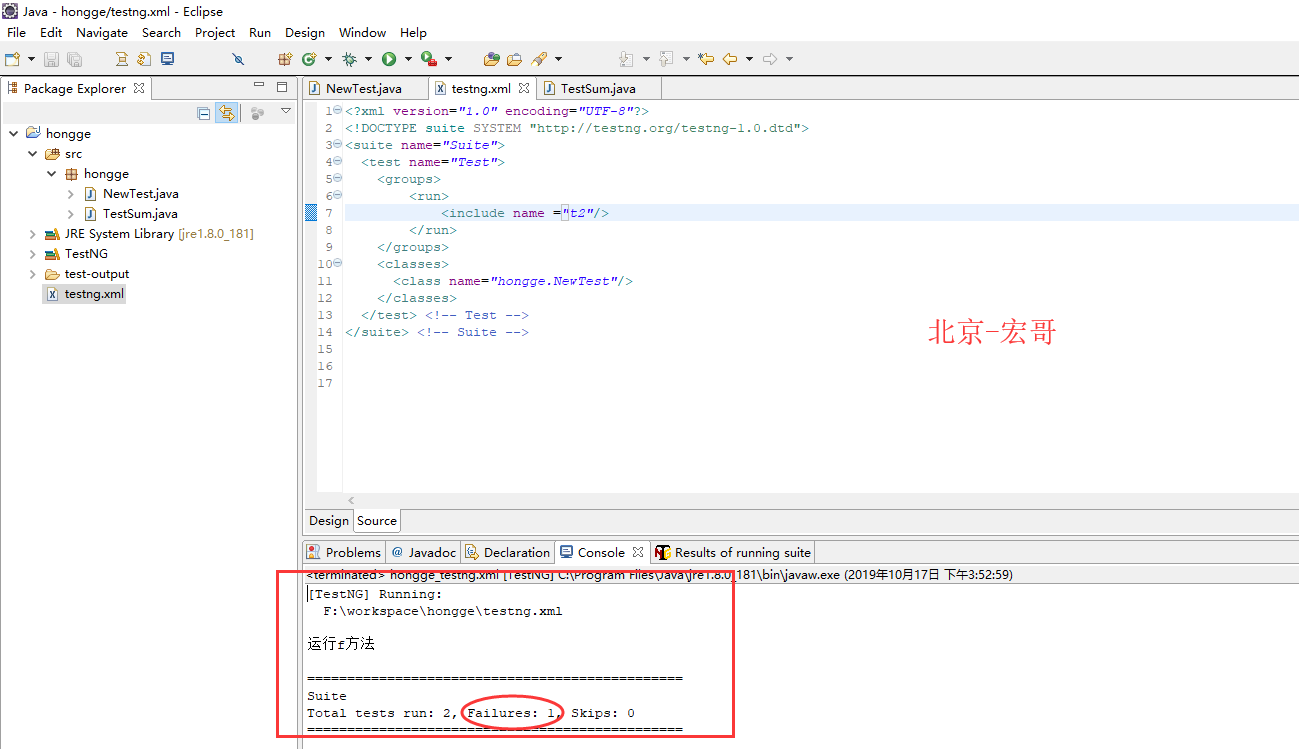 Java - hongge/testng.xml - Eclipse
File Edit Navigate Search Project Run Design Window Help
Package Explorer
hongge
src
hongge
NewTest.java
TestSum.java
JRE System Library [jre1.8.0_181]
TestNG
test-output
testng.xml
NewTest.java testng.xml TestSum.java
1 <?xml version="1.0" encoding="UTF-8"?>
2 <!DOCTYPE suite SYSTEM "http://testng.org/testng-1.0.dtd">
3 <suite name="Suite">
4 <test name="Test">
5 <groups>
6 <run>
7 <include name ="t2"/>
8 </run>
9 </groups>
10 <classes>
11 <class name="hongge.NewTest"/>
12 </classes>
13 </test> <!-- Test -->
14 </suite> <!-- Suite -->
15
16
17
北京-宏哥
Design Source
Problems @ Javadoc Declaration Console Results of running suite
<terminated> hongge_testng.xml [TestNG] C:\Program Files\Java\jre1.8.0_181\bin\javaw.exe (2019年10月17日 下午3:52:59)
[TestNG] Running:
F:\workspace\hongge\testng.xml
运行f方法
===============================================
Suite
Total tests run: 2, Failures: 1, Skips: 0
===============================================